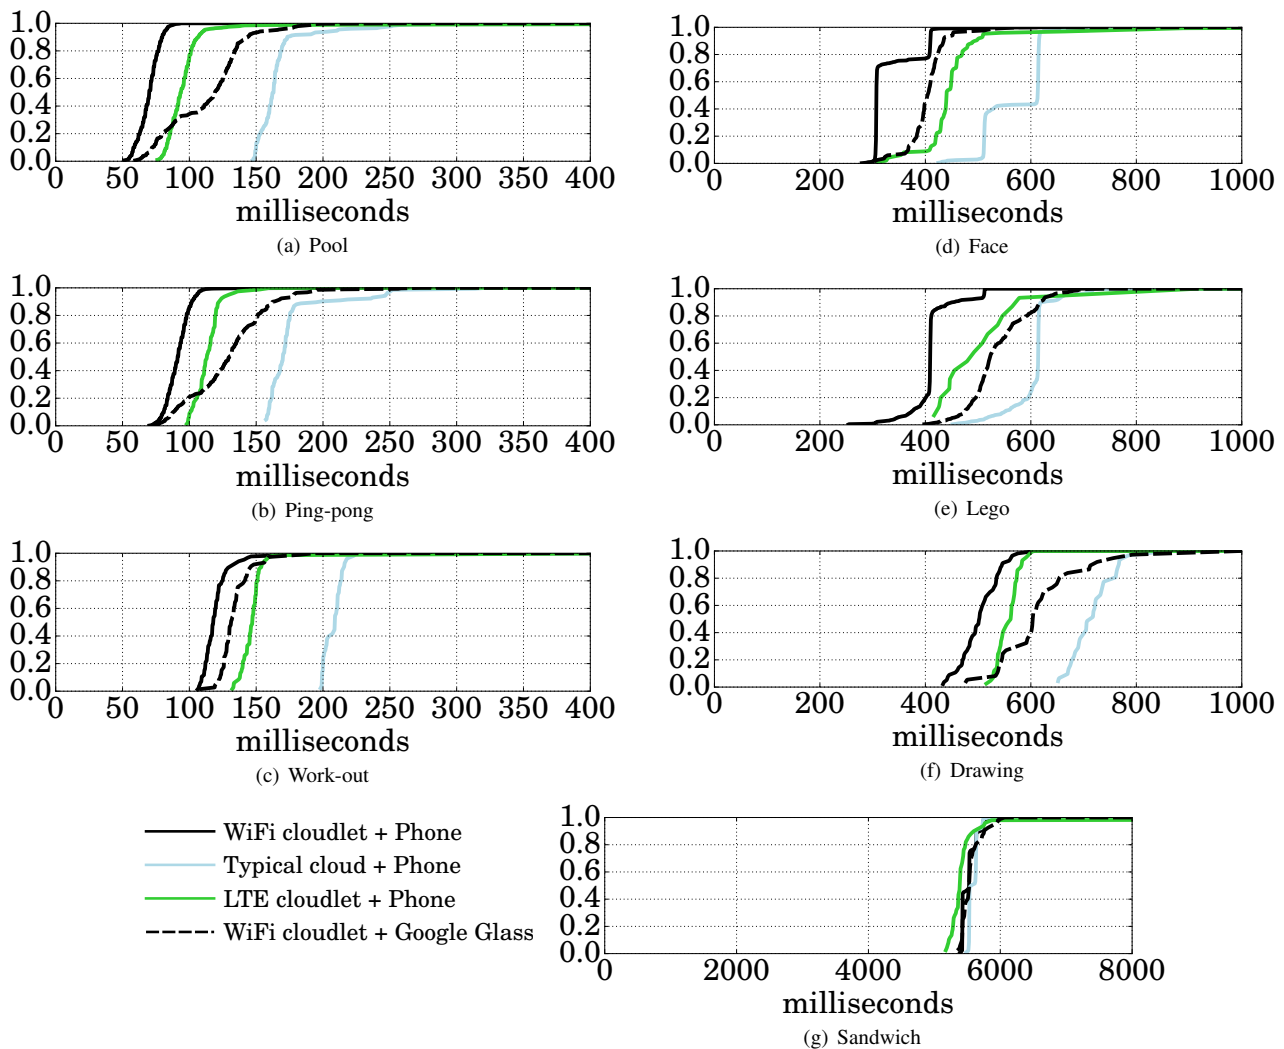 1.0
0.8
0.6
0.4
0.2
0.0
0 50 100 150 200 250 300 350 400
milliseconds
(a) Pool
1.0
0.8
0.6
0.4
0.2
0.0
0 200 400 600 800 1000
milliseconds
(d) Face
1.0
0.8
0.6
0.4
0.2
0.0
0 50 100 150 200 250 300 350 400
milliseconds
(b) Ping-pong
1.0
0.8
0.6
0.4
0.2
0.0
0 200 400 600 800 1000
milliseconds
(e) Lego
1.0
0.8
0.6
0.4
0.2
0.0
0 50 100 150 200 250 300 350 400
milliseconds
(c) Work-out
1.0
0.8
0.6
0.4
0.2
0.0
0 200 400 600 800 1000
milliseconds
(f) Drawing
WiFi cloudlet + Phone
Typical cloud + Phone
LTE cloudlet + Phone
WiFi cloudlet + Google Glass
1.0
0.8
0.6
0.4
0.2
0.0
0 2000 4000 6000 8000
milliseconds
(g) Sandwich